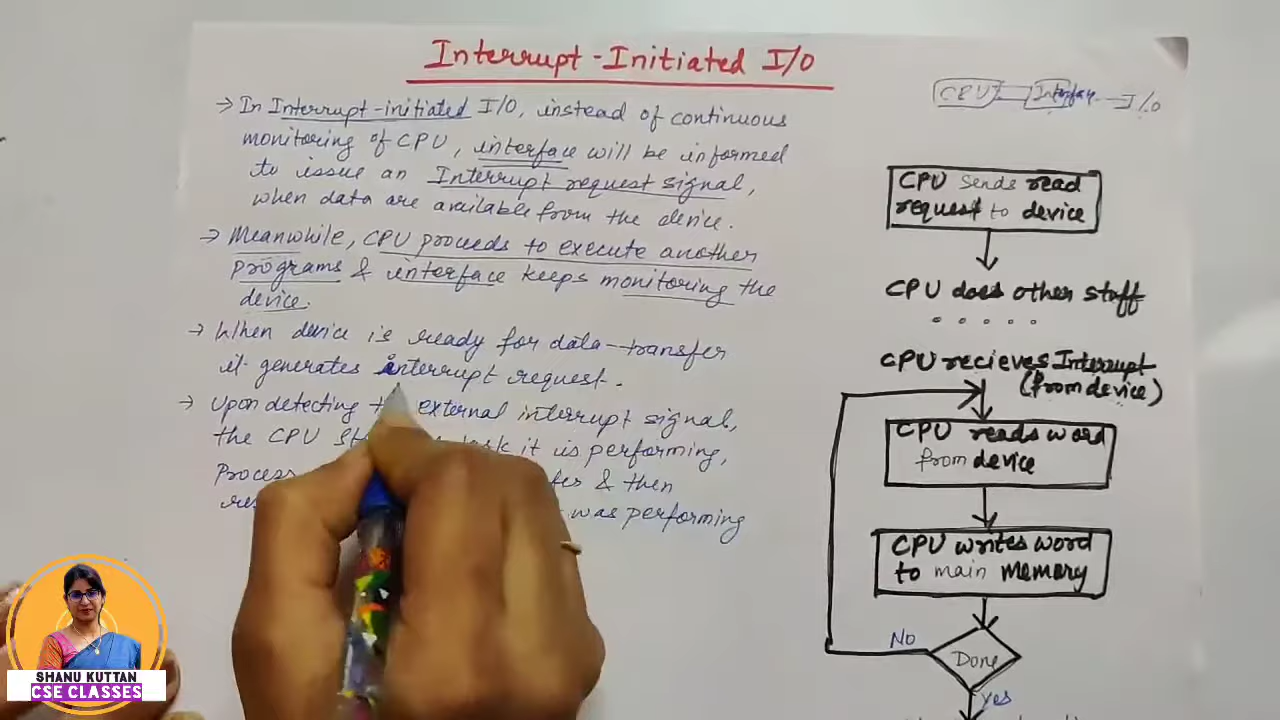 Interrupt-Initiated I/O
→ In Interrupt-initiated I/O, instead of continuous
monitoring of CPU, interface will be informed
to issue an Interrupt request signal,
when data are available from the device.
→ Meanwhile, CPU proceeds to execute another
programs & interface keeps monitoring the
device.
→ When device is ready for data-transfer
it generates interrupt request.
→ Upon detecting external interrupt signal,
the CPU it is performing,
Process & then
was performing
CPU Interface I/O
CPU sends read
request to device
CPU does other stuff
. . . . . .
CPU recieves Interrupt
(from device)
CPU reads word
from device
CPU writes word
to main Memory
No
Done
yes
SHANU KUTTAN
CSE CLASSES